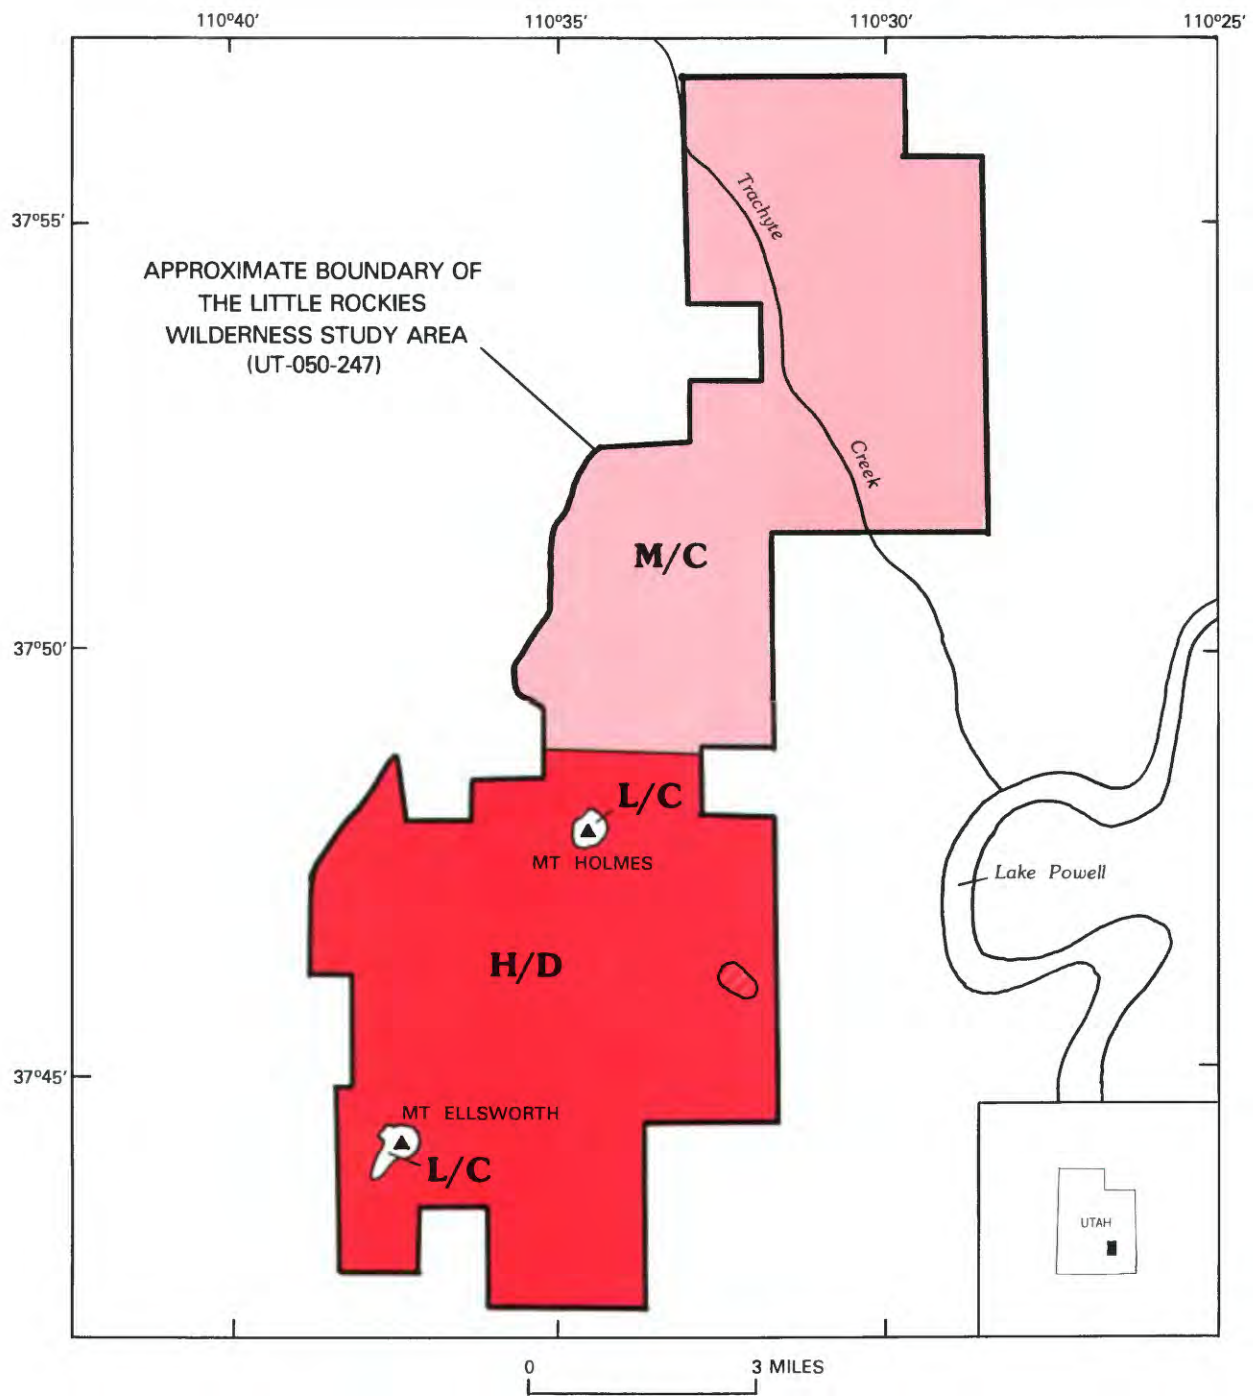 110°40′ 110°35′ 110°30′ 110°25′
37°55′
Trachyte
APPROXIMATE BOUNDARY OF
THE LITTLE ROCKIES
WILDERNESS STUDY AREA
(UT-050-247)
Creek
M/C
37°50′
L/C
MT HOLMES
Lake Powell
H/D
37°45′
MT ELLSWORTH
L/C
UTAH
0 3 MILES